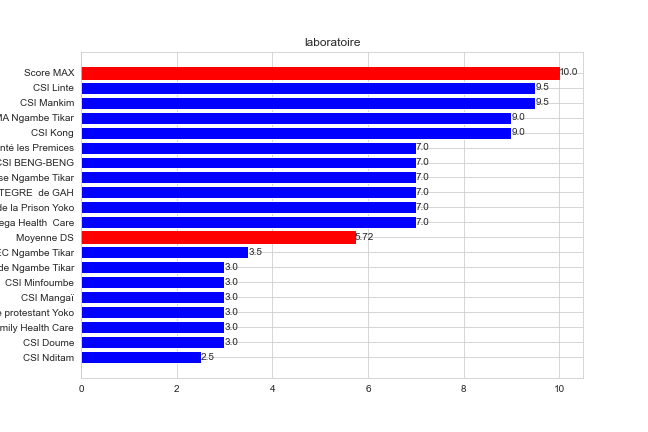 laboratoire
Score MAX 10.0
CSI Linte 9.5
CSI Mankim 9.5
MA Ngambe Tikar 9.0
CSI Kong 9.0
nté les Premices 7.0
CSI BENG-BENG 7.0
se Ngambe Tikar 7.0
TEGRE  de GAH 7.0
de la Prison Yoko 7.0
ega Health  Care 7.0
Moyenne DS 5.72
EC Ngambe Tikar 3.5
de Ngambe Tikar 3.0
CSI Minfoumbe 3.0
CSI Mangaï 3.0
e protestant Yoko 3.0
mily Health Care 3.0
CSI Doume 3.0
CSI Nditam 2.5
0 2 4 6 8 10